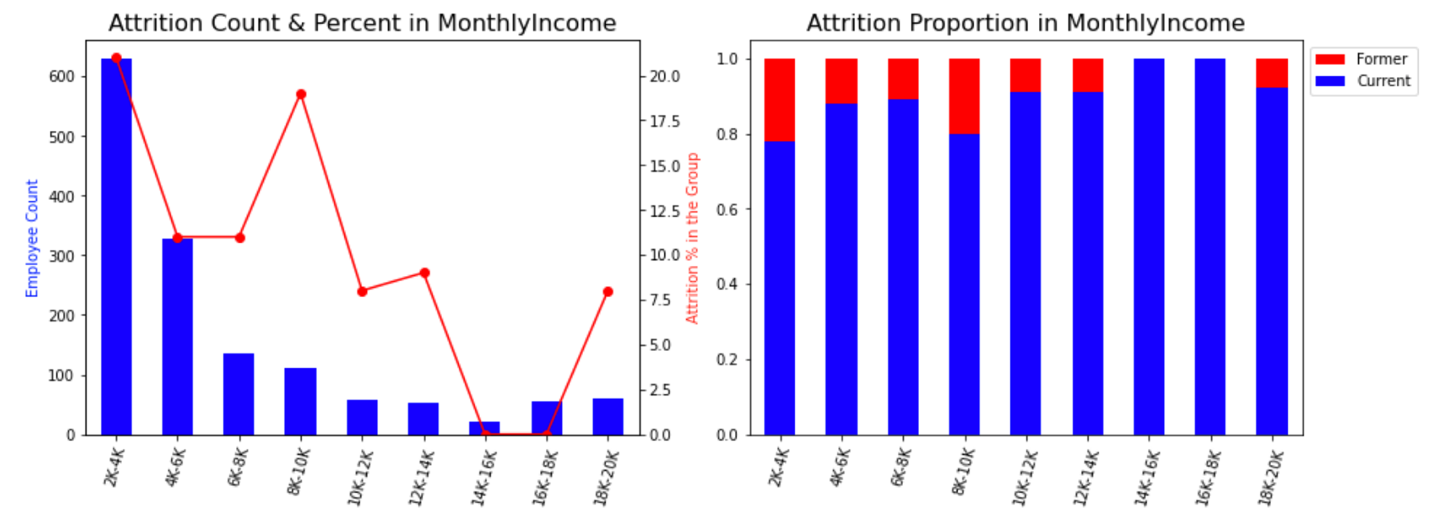 Attrition Count & Percent in MonthlyIncome
Employee Count
600
500
400
300
200
100
0
20.0
17.5
15.0
12.5
10.0
7.5
5.0
2.5
0.0
Attrition % in the Group
2K-4K
4K-6K
6K-8K
8K-10K
10K-12K
12K-14K
14K-16K
16K-18K
18K-20K
Attrition Proportion in MonthlyIncome
1.0
0.8
0.6
0.4
0.2
0.0
2K-4K
4K-6K
6K-8K
8K-10K
10K-12K
12K-14K
14K-16K
16K-18K
18K-20K
Former
Current